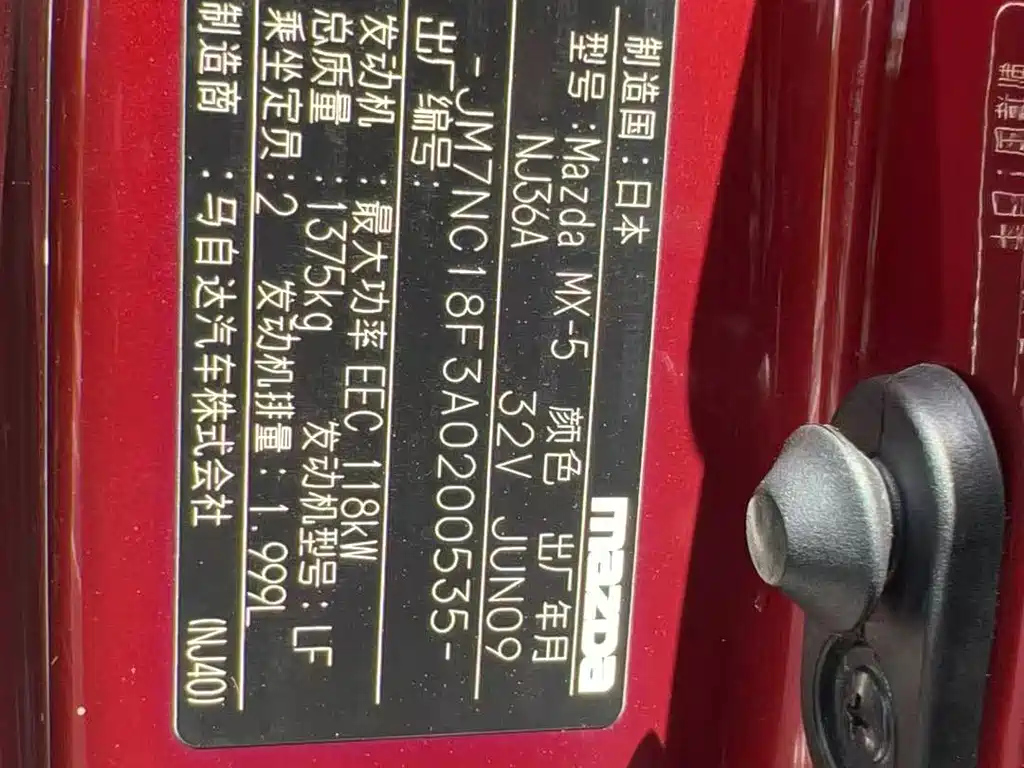 mazda
制造国:日本
型号:Mazda MX-5 颜色 出厂年月
NJ36A 32V JUN09
出厂编号:
-JM7NC18F3A0200535-
发动机:最大功率 EEC 118kW
总质量:1375kg 发动机型号:LF
乘坐定员:2 发动机排量:1.999L
制造商:马自达汽车株式会社 (NJ40)